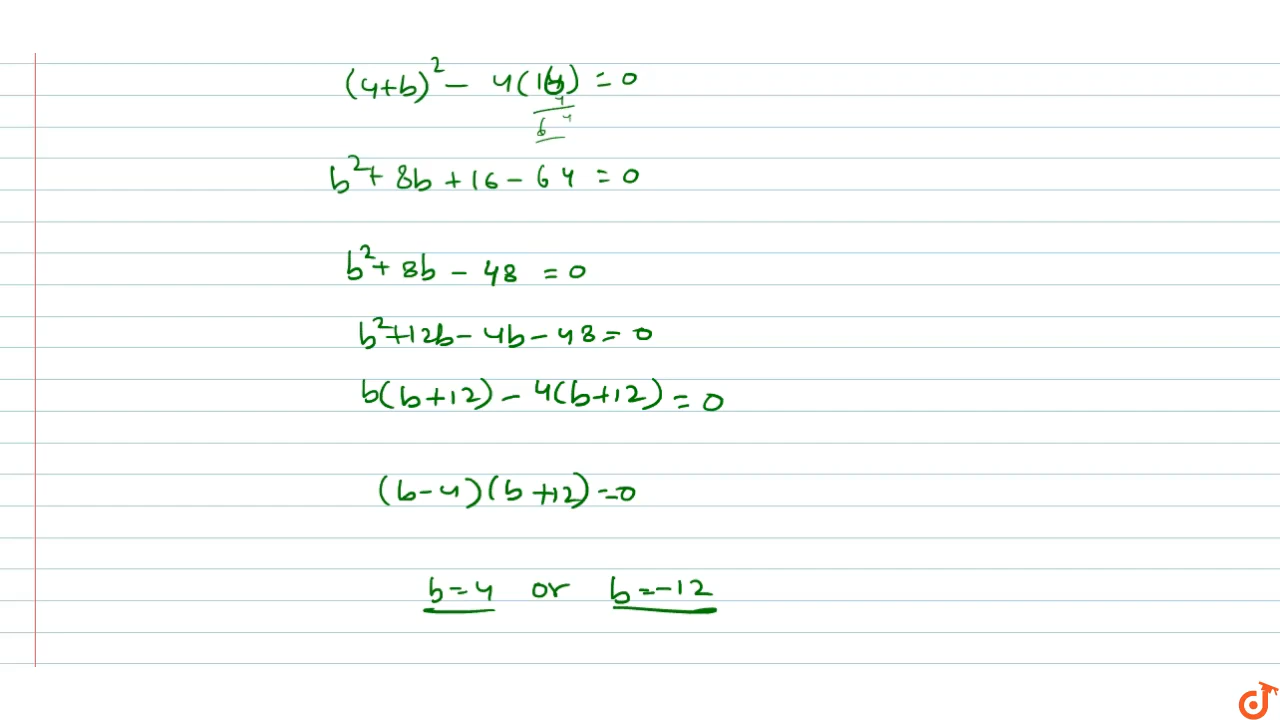 (4+b)² - 4(16) = 0
64
b² + 8b + 16 - 64 = 0
b² + 8b - 48 = 0
b² + 12b - 4b - 48 = 0
b(b+12) - 4(b+12) = 0
(b-4)(b+12) = 0
b = 4 or b = -12